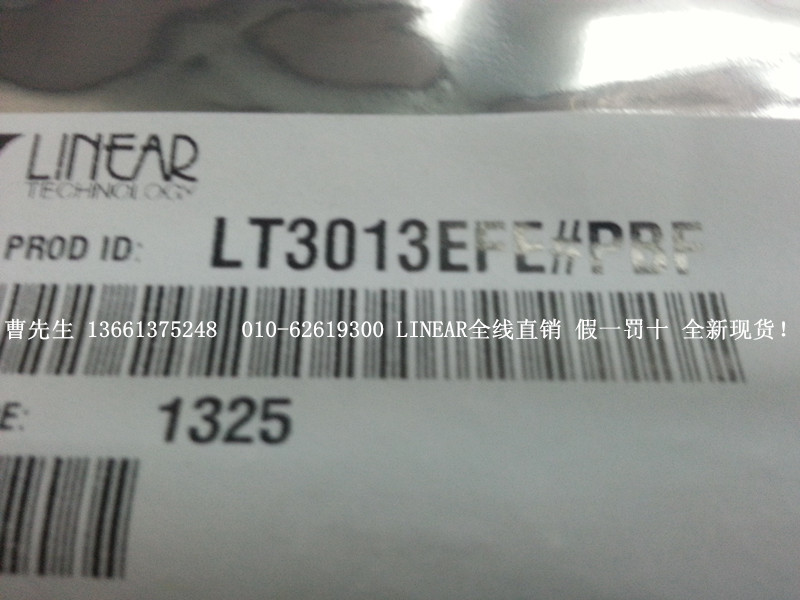 LINEAR
TECHNOLOGY
PROD ID: LT3013EFE#PBF
曹先生 13661375248 010-62619300 LINEAR全线直销 假一罚十 全新现货！
E: 1325